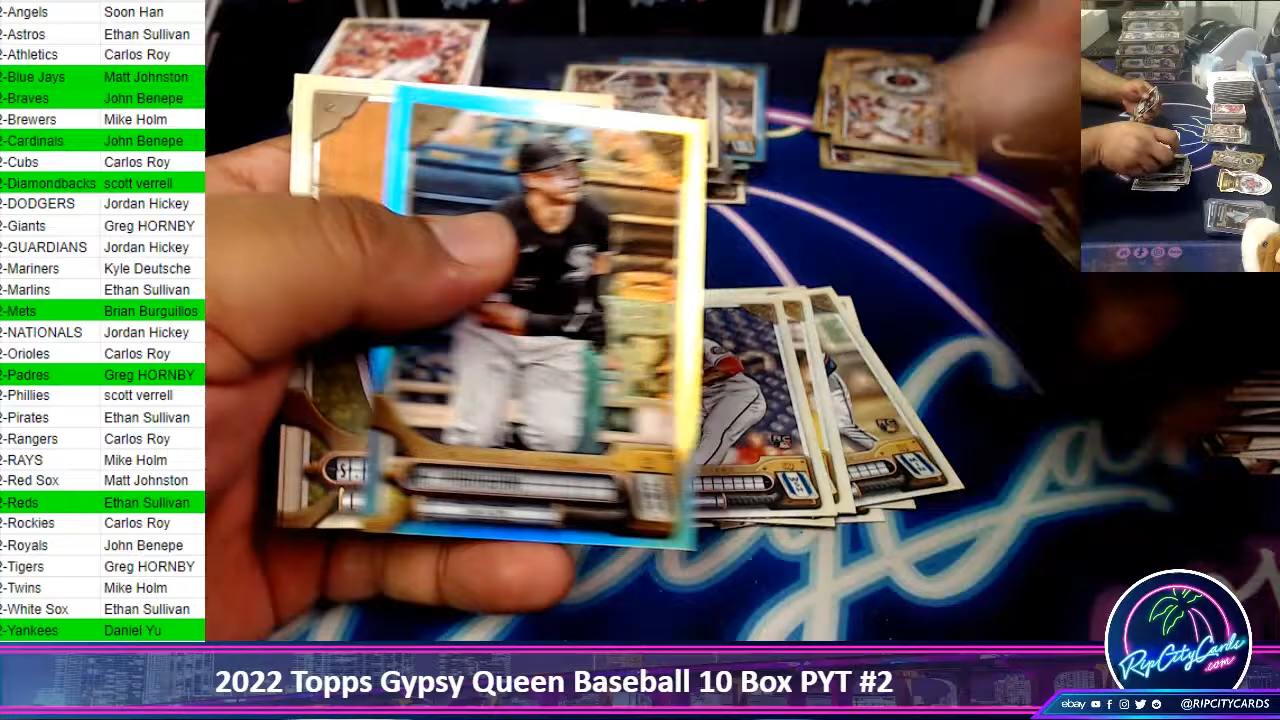 2-Angels Soon Han
2-Astros Ethan Sullivan
2-Athletics Carlos Roy
2-Blue Jays Matt Johnston
2-Braves John Benepe
2-Brewers Mike Holm
2-Cardinals John Benepe
2-Cubs Carlos Roy
2-Diamondbacks scott verrell
2-DODGERS Jordan Hickey
2-Giants Greg HORNBY
2-GUARDIANS Jordan Hickey
2-Mariners Kyle Deutsche
2-Marlins Ethan Sullivan
2-Mets Brian Burguillos
2-NATIONALS Jordan Hickey
2-Orioles Carlos Roy
2-Padres Greg HORNBY
2-Phillies scott verrell
2-Pirates Ethan Sullivan
2-Rangers Carlos Roy
2-RAYS Mike Holm
2-Red Sox Matt Johnston
2-Reds Ethan Sullivan
2-Rockies Carlos Roy
2-Royals John Benepe
2-Tigers Greg HORNBY
2-Twins Mike Holm
2-White Sox Ethan Sullivan
2-Yankees Daniel Yu
2022 Topps Gypsy Queen Baseball 10 Box PYT #2
RipCityCards
.com
ebay @RIPCITYCARDS